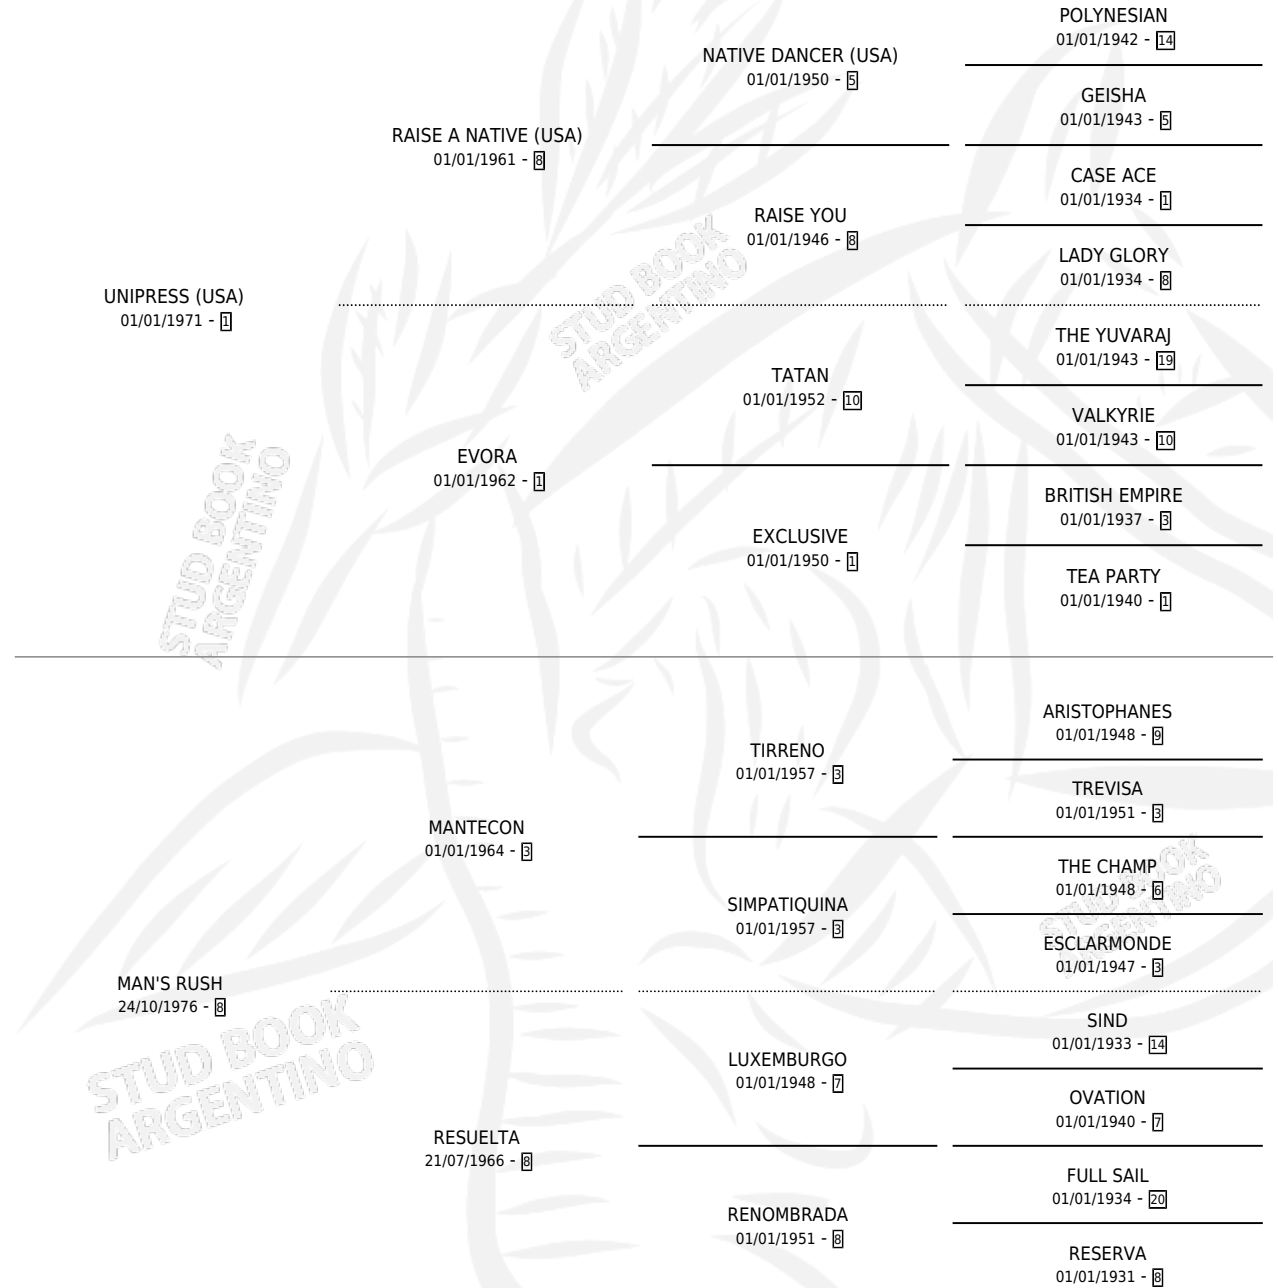 POLYNESIAN
01/01/1942 - 14
NATIVE DANCER (USA)
01/01/1950 - 5
GEISHA
01/01/1943 - 5
RAISE A NATIVE (USA)
01/01/1961 - 8
CASE ACE
01/01/1934 - 1
RAISE YOU
01/01/1946 - 8
LADY GLORY
01/01/1934 - 8
UNIPRESS (USA)
01/01/1971 - 1
THE YUVARAJ
01/01/1943 - 19
TATAN
01/01/1952 - 10
VALKYRIE
01/01/1943 - 10
EVORA
01/01/1962 - 1
BRITISH EMPIRE
01/01/1937 - 3
EXCLUSIVE
01/01/1950 - 1
TEA PARTY
01/01/1940 - 1
STUD BOOK
ARGENTINO
STUD BOOK
ARGENTINO
ARISTOPHANES
01/01/1948 - 9
TIRRENO
01/01/1957 - 3
TREVISA
01/01/1951 - 3
MANTECON
01/01/1964 - 3
THE CHAMP
01/01/1948 - 6
SIMPATIQUINA
01/01/1957 - 3
ESCLARMONDE
01/01/1947 - 3
MAN'S RUSH
24/10/1976 - 8
SIND
01/01/1933 - 14
LUXEMBURGO
01/01/1948 - 7
OVATION
01/01/1940 - 7
RESUELTA
21/07/1966 - 8
FULL SAIL
01/01/1934 - 20
RENOMBRADA
01/01/1951 - 8
RESERVA
01/01/1931 - 8
STUD BOOK
ARGENTINO
STUD BOOK
ARGENTINO